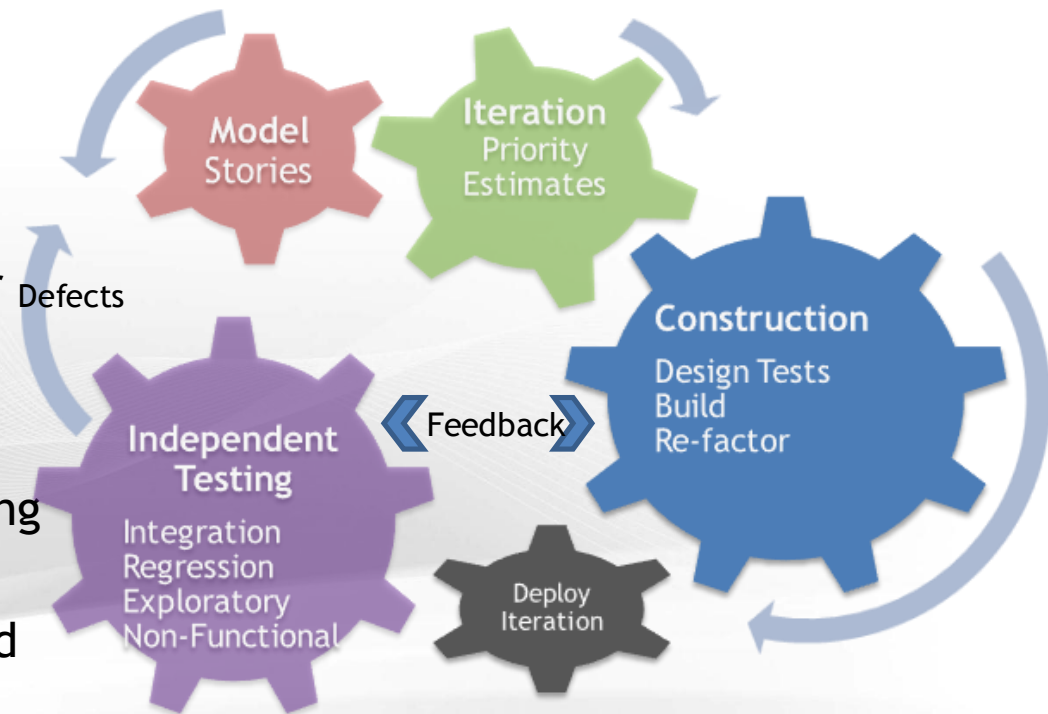 Model
Stories
Iteration
Priority
Estimates
Defects
Construction
Design Tests
Build
Re-factor
Feedback
Independent
Testing
Integration
Regression
Exploratory
Non-Functional
Deploy
Iteration